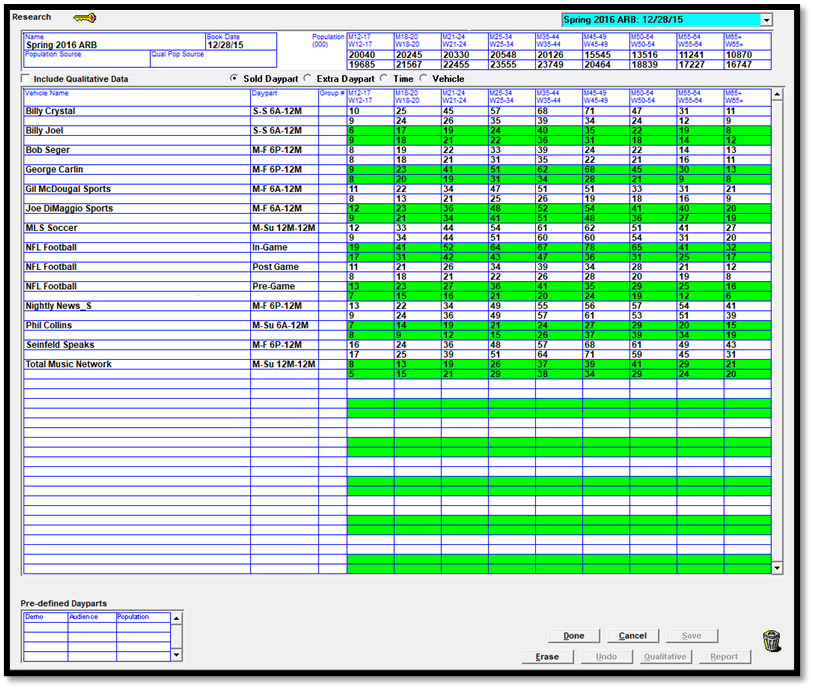 Research
Spring 2016 ARB: 12/28/15
Name Book Date Population M12-17 M18-20 M21-24 M25-34 M35-44 M45-49 M50-54 M55-64 M65+
Spring 2016 ARB 12/28/15 (000) W12-17 W18-20 W21-24 W25-34 W35-44 W45-49 W50-54 W55-64 W65+
Population Source Qual Pop Source 20040 20245 20330 20548 20126 15545 13516 11241 10870
19685 21567 22455 23555 23749 20464 18839 17227 16747
Include Qualitative Data Sold Daypart Extra Daypart Time Vehicle
Vehicle Name Daypart Group # M12-17 M18-20 M21-24 M25-34 M35-44 M45-49 M50-54 M55-64 M65+
W12-17 W18-20 W21-24 W25-34 W35-44 W45-49 W50-54 W55-64 W65+
Billy Crystal S-S 6A-12M 10 25 45 57 68 71 47 31 11
9 24 26 35 39 34 24 12 9
Billy Joel S-S 6A-12M 6 17 19 24 40 35 22 19 8
9 18 21 22 36 31 18 14 12
Bob Seger M-F 6P-12M 8 19 22 33 39 24 22 14 13
8 18 21 31 35 22 21 16 11
George Carlin M-F 6P-12M 9 23 41 51 62 68 45 30 13
8 20 19 31 34 28 21 9 8
Gil McDougal Sports M-F 6A-12M 11 22 34 47 51 51 33 31 21
8 13 21 25 26 19 18 16 9
Joe DiMaggio Sports M-F 6A-12M 12 23 36 48 52 54 41 40 20
9 21 34 41 51 48 36 27 19
MLS Soccer M-Su 12M-12M 12 33 44 54 61 62 51 41 27
9 34 44 51 60 60 54 31 20
NFL Football In-Game 19 41 52 64 67 78 65 41 32
17 31 42 43 47 36 31 25 17
NFL Football Post Game 11 21 26 34 39 34 28 21 12
8 18 21 22 26 28 20 19 8
NFL Football Pre-Game 13 23 27 36 41 35 29 25 16
7 15 16 21 20 24 19 12 6
Nightly News_S M-F 6P-12M 13 22 34 49 55 56 57 54 41
9 24 36 49 57 61 53 51 39
Phil Collins M-Su 6A-12M 7 14 19 21 24 27 29 20 15
8 9 12 15 26 37 39 34 19
Seinfeld Speaks M-F 6P-12M 16 24 36 48 57 68 61 49 43
17 25 39 51 64 71 59 45 31
Total Music Network M-Su 12M-12M 8 13 19 26 37 39 41 29 21
5 15 21 29 38 34 29 24 20
Pre-defined Dayparts
Demo Audience Population
Done Cancel Save
Erase Undo Qualitative Report